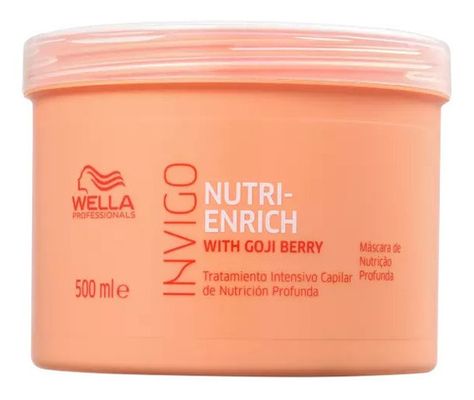 WELLA
PROFESSIONALS
500 ml e
INVIGO
NUTRI-
ENRICH
WITH GOJI BERRY
Tratamiento Intensivo Capilar
de Nutrición Profunda
Máscara de
Nutrição
Profunda